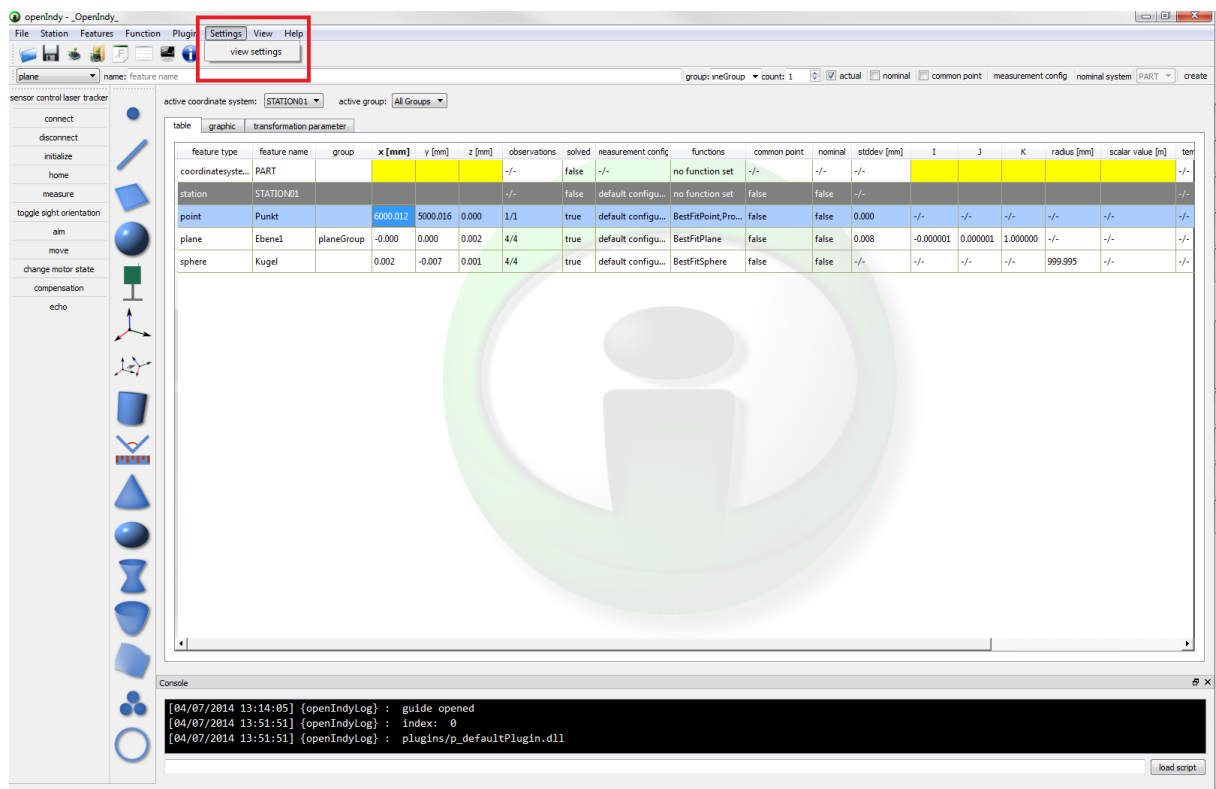 openIndy - _OpenIndy_
File Station Features Function Plugin Settings View Help
view settings
plane name: feature name group: ineGroup count: 1 actual nominal common point measurement config nominal system PART create
sensor control laser tracker
connect
disconnect
initialize
home
measure
toggle sight orientation
aim
move
change motor state
compensation
echo
active coordinate system: STATION01 active group: All Groups
table graphic transformation parameter
feature type feature name group x [mm] y [mm] z [mm] observations solved neasurement config functions common point nominal stddev [mm] I J K radius [mm] scalar value [m] tem
coordinatesyste... PART -/- false -/- no function set -/- -/- -/- -/-
station STATION01 -/- false default configu... no function set false false -/- -/-
point Punkt 6000.012 5000.016 0.000 1/1 true default configu... BestFitPoint,Pro... false false 0.000 -/- -/- -/- -/- -/- -/-
plane Ebene1 planeGroup -0.000 0.000 0.002 4/4 true default configu... BestFitPlane false false 0.008 -0.000001 0.000001 1.000000 -/- -/- -/-
sphere Kugel 0.002 -0.007 0.001 4/4 true default configu... BestFitSphere false false -/- -/- -/- -/- 999.995 -/- -/-
Console
[04/07/2014 13:14:05] {openIndyLog} : guide opened
[04/07/2014 13:51:51] {openIndyLog} : index: 0
[04/07/2014 13:51:51] {openIndyLog} : plugins/p_defaultPlugin.dll
load script